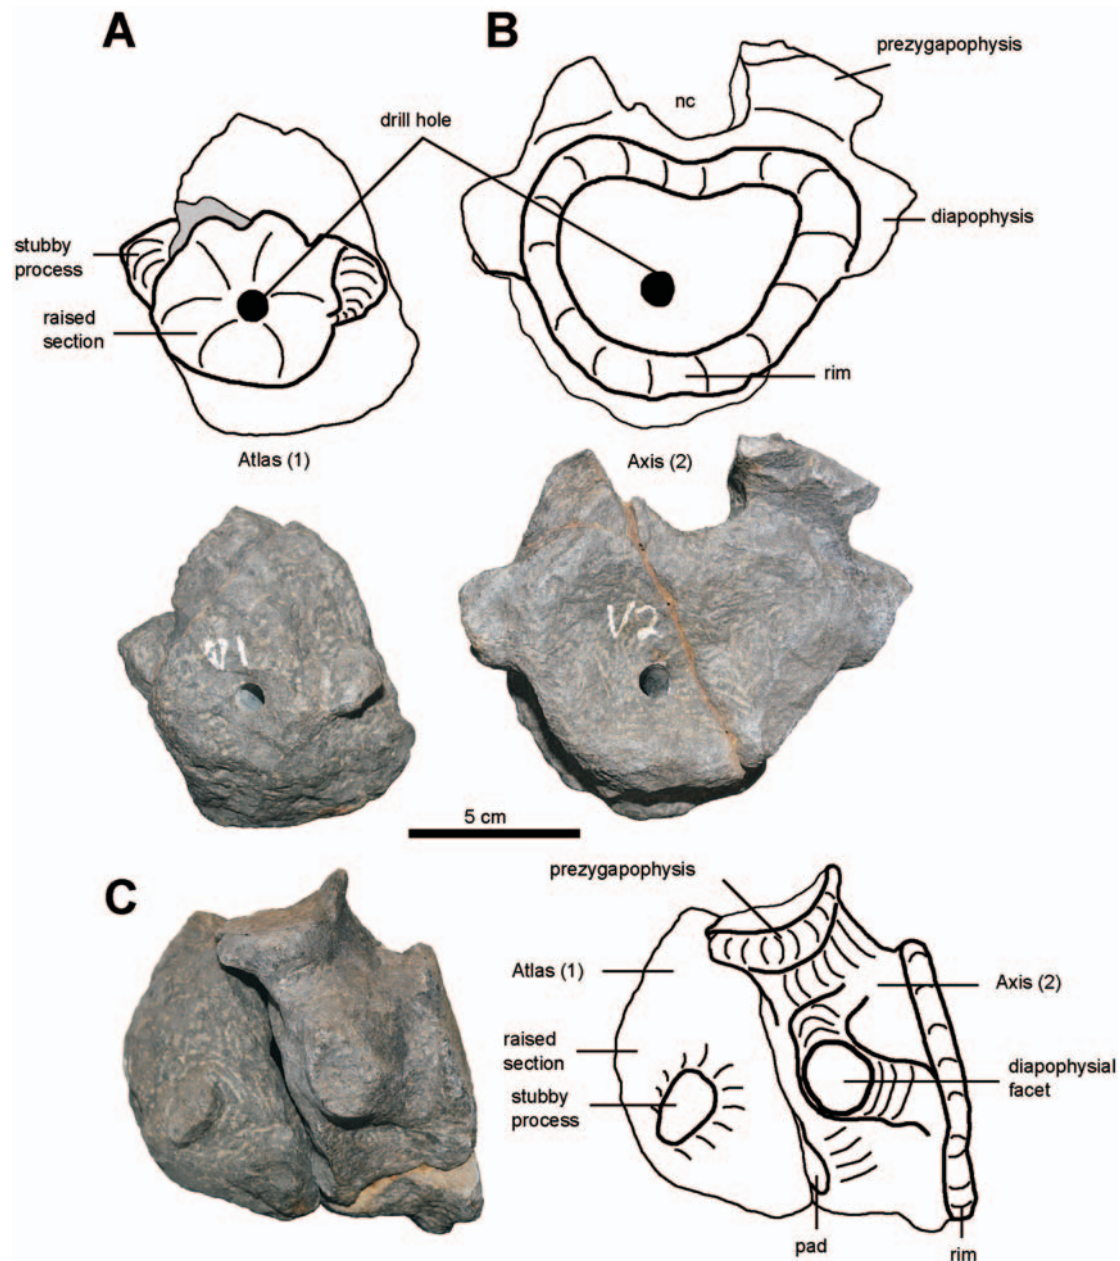 A
B
prezygapophysis
nc
drill hole
diapophysis
stubby
process
raised
section
rim
Atlas (1)
Axis (2)
V1
V2
5 cm
C
prezygapophysis
Atlas (1)
Axis (2)
raised
section
diapophysial
facet
stubby
process
pad
rim